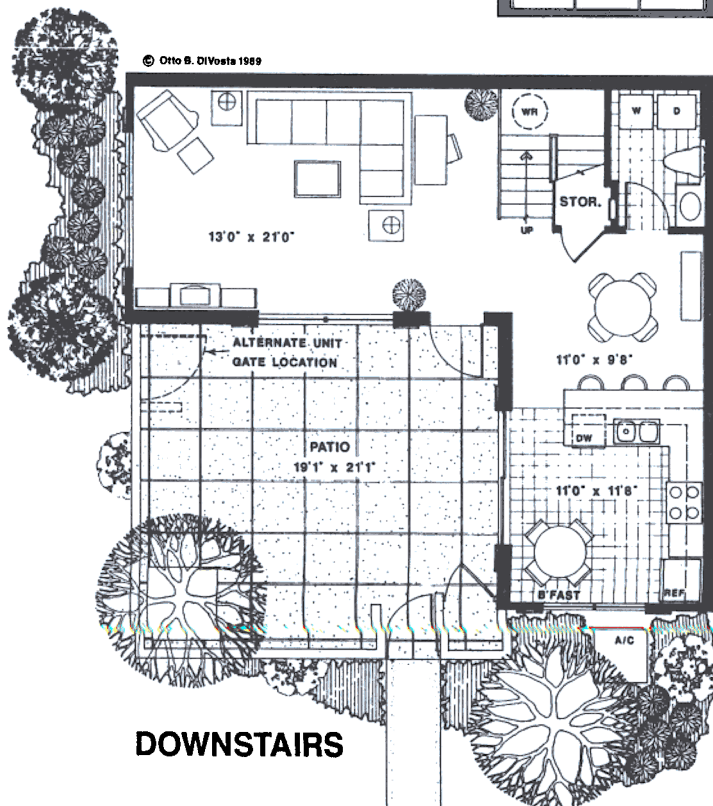 © Otto B. DiVosta 1989
WR
W
D
STOR.
UP
13'0" x 21'0"
ALTERNATE UNIT
GATE LOCATION
11'0" x 9'8"
DW
PATIO
19'1" x 21'1"
11'0" x 11'8"
B'FAST
REF.
A/C
DOWNSTAIRS